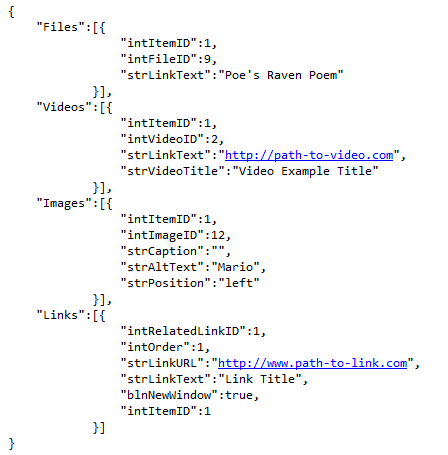 {
"Files":[{
"intItemID":1,
"intFileID":9,
"strLinkText":"Poe's Raven Poem"
}],
"Videos":[{
"intItemID":1,
"intVideoID":2,
"strLinkText":"http://path-to-video.com",
"strVideoTitle":"Video Example Title"
}],
"Images":[{
"intItemID":1,
"intImageID":12,
"strCaption":"",
"strAltText":"Mario",
"strPosition":"left"
}],
"Links":[{
"intRelatedLinkID":1,
"intOrder":1,
"strLinkURL":"http://www.path-to-link.com",
"strLinkText":"Link Title",
"blnNewWindow":true,
"intItemID":1
}]
}